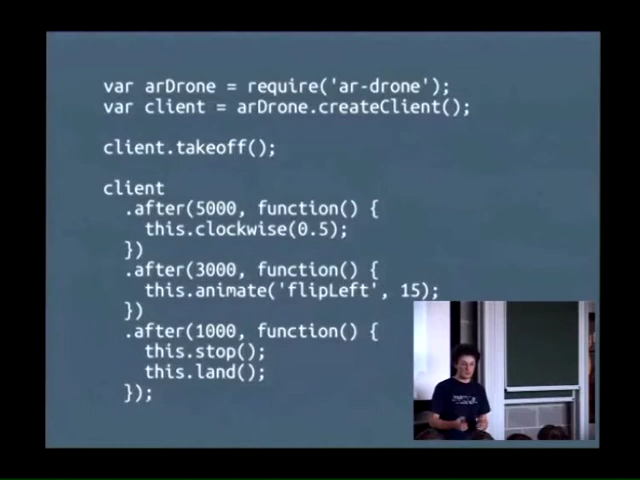 var arDrone = require('ar-drone');
var client = arDrone.createClient();
client.takeoff();
client
.after(5000, function() {
this.clockwise(0.5);
})
.after(3000, function() {
this.animate('flipLeft', 15);
})
.after(1000, function() {
this.stop();
this.land();
});